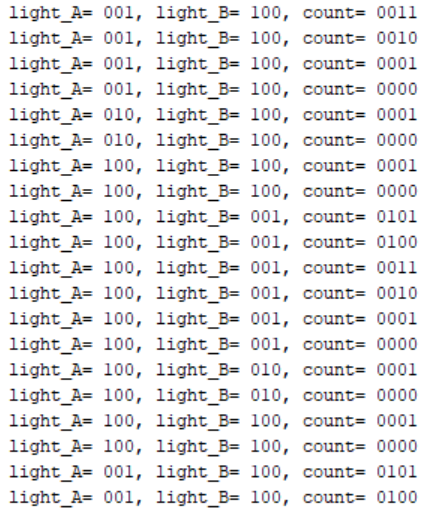 light_A= 001, light_B= 100, count= 0011
light_A= 001, light_B= 100, count= 0010
light_A= 001, light_B= 100, count= 0001
light_A= 001, light_B= 100, count= 0000
light_A= 010, light_B= 100, count= 0001
light_A= 010, light_B= 100, count= 0000
light_A= 100, light_B= 100, count= 0001
light_A= 100, light_B= 100, count= 0000
light_A= 100, light_B= 001, count= 0101
light_A= 100, light_B= 001, count= 0100
light_A= 100, light_B= 001, count= 0011
light_A= 100, light_B= 001, count= 0010
light_A= 100, light_B= 001, count= 0001
light_A= 100, light_B= 001, count= 0000
light_A= 100, light_B= 010, count= 0001
light_A= 100, light_B= 010, count= 0000
light_A= 100, light_B= 100, count= 0001
light_A= 100, light_B= 100, count= 0000
light_A= 001, light_B= 100, count= 0101
light_A= 001, light_B= 100, count= 0100